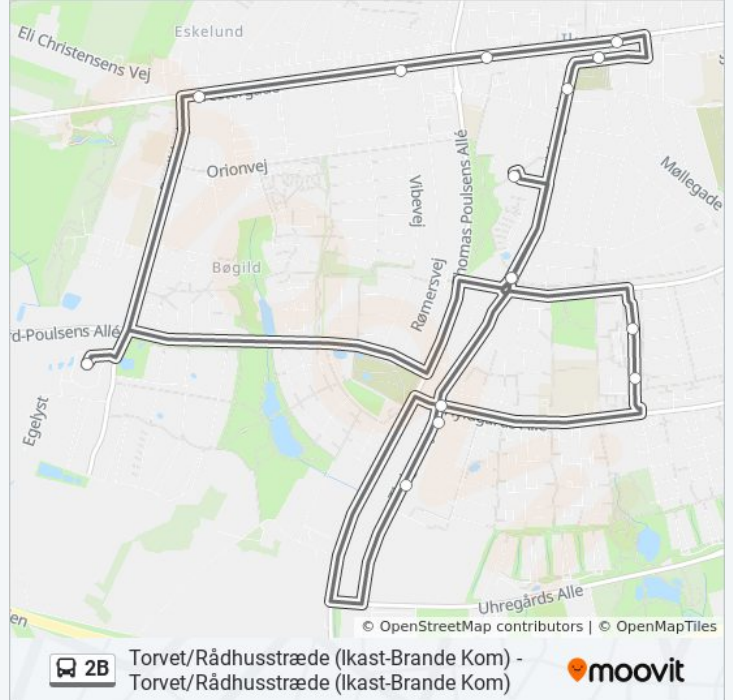 Eskelund
Eli Christensens Vej
Orionvej
Vibevej
Thomas Poulsens Allé
Møllegade
Bøgild
Rømersvej
rd-Poulsens Allé
Egelyst
Uhregårds Alle
en
© OpenStreetMap contributors | © OpenMapTiles
2B
Torvet/Rådhusstræde (Ikast-Brande Kom) -
Torvet/Rådhusstræde (Ikast-Brande Kom)
moovit